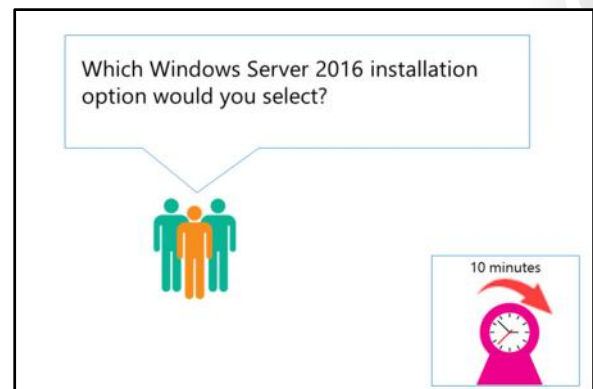 Which Windows Server 2016 installation
option would you select?
10 minutes